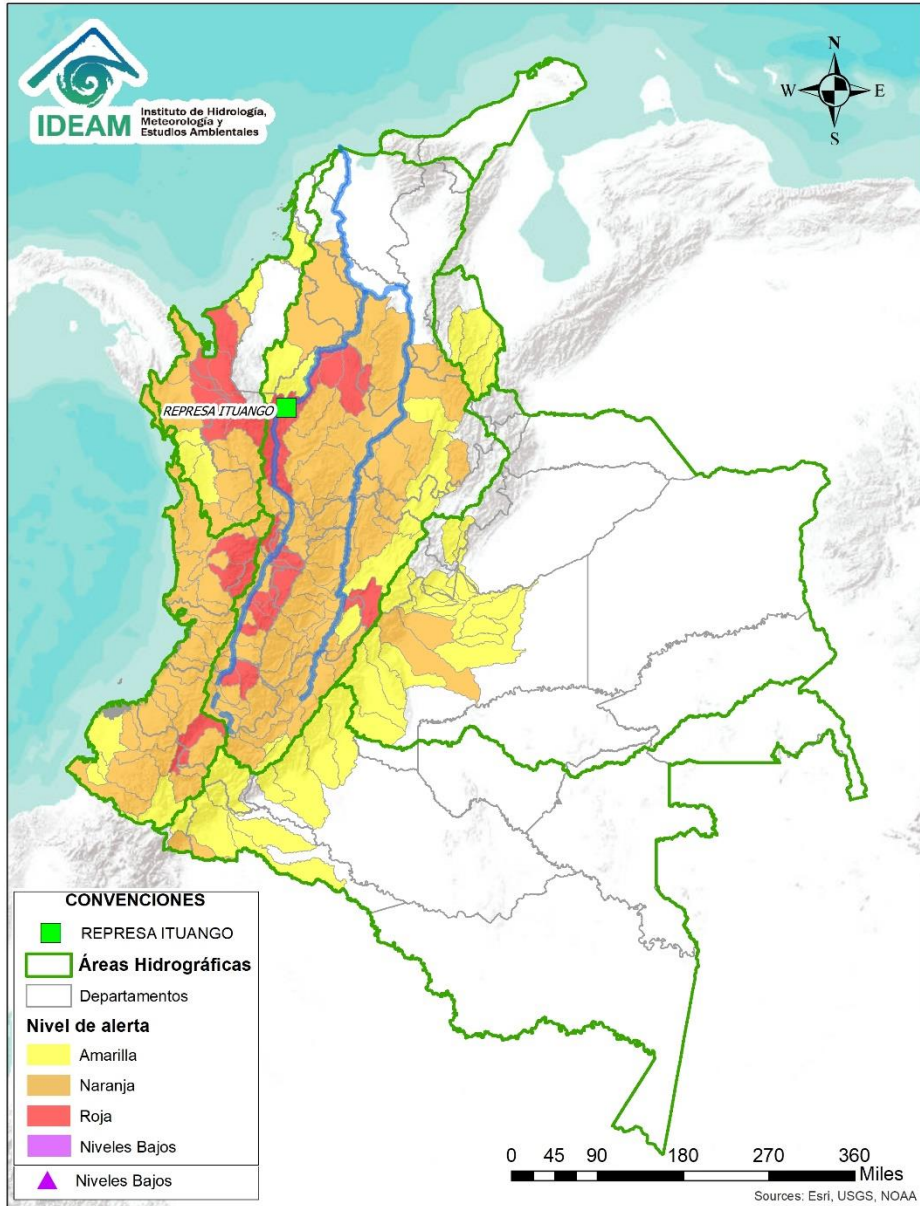 IDEAM
Instituto de Hidrología,
Meteorología y
Estudios Ambientales
N
W
E
S
REPRESA ITUANGO
CONVENCIONES
REPRESA ITUANGO
Áreas Hidrográficas
Departamentos
Nivel de alerta
Amarilla
Naranja
Roja
Niveles Bajos
Niveles Bajos
0 45 90 180 270 360
Miles
Sources: Esri, USGS, NOAA